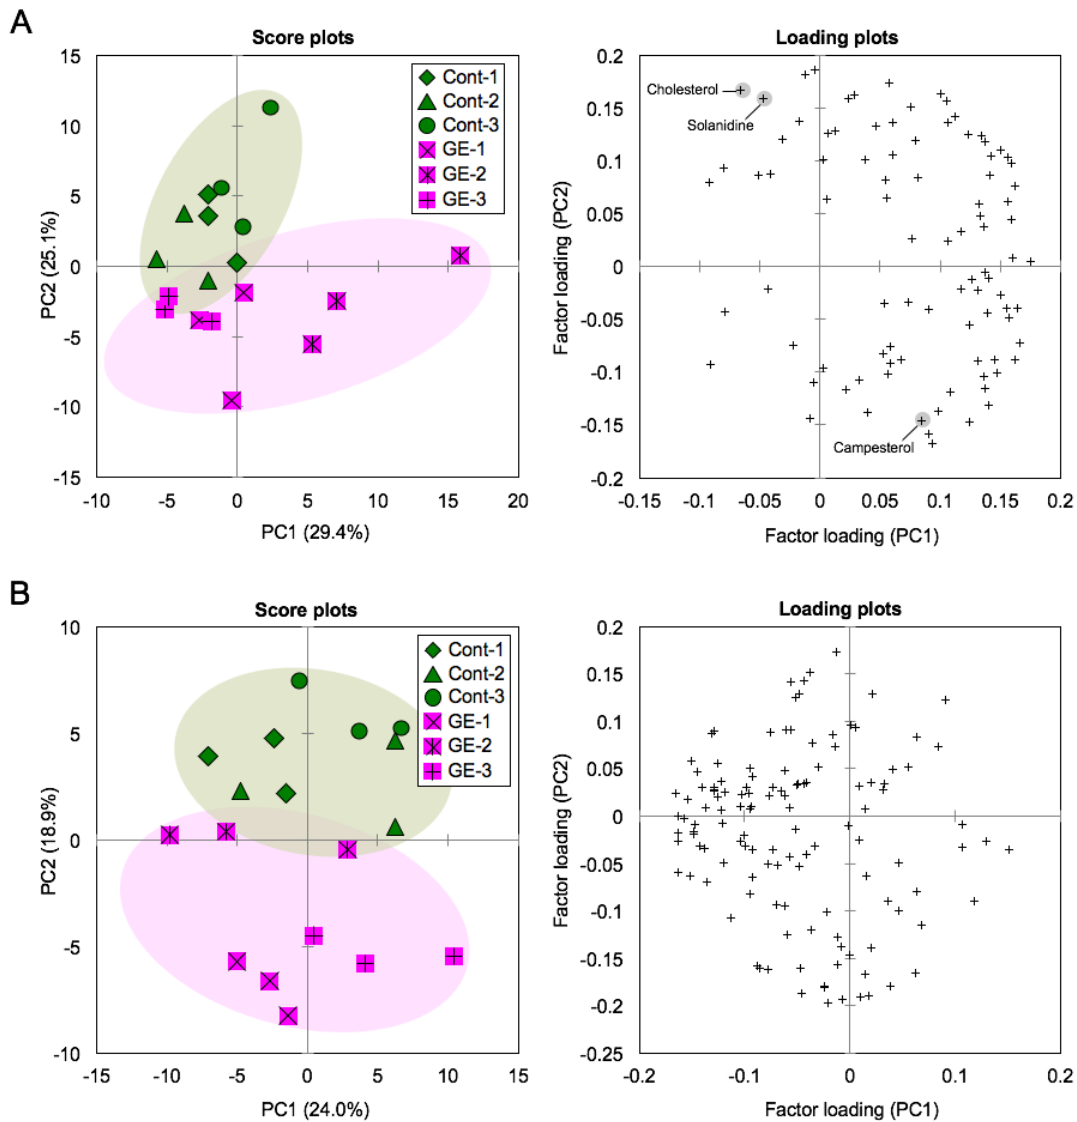 A
Score plots
Loading plots
15
10
5
0
-5
-10
-15
-10
-5
0
5
10
15
20
PC2 (25.1%)
PC1 (29.4%)
Cont-1
Cont-2
Cont-3
GE-1
GE-2
GE-3
0.2
0.15
0.1
0.05
0
-0.05
-0.1
-0.15
-0.2
-0.15
-0.1
-0.05
0
0.05
0.1
0.15
0.2
Factor loading (PC2)
Factor loading (PC1)
Cholesterol
Solanidine
Campesterol
B
Score plots
Loading plots
10
5
0
-5
-10
-15
-10
-5
0
5
10
15
PC2 (18.9%)
PC1 (24.0%)
Cont-1
Cont-2
Cont-3
GE-1
GE-2
GE-3
0.2
0.15
0.1
0.05
0
-0.05
-0.1
-0.15
-0.2
-0.25
-0.2
-0.1
0
0.1
0.2
Factor loading (PC2)
Factor loading (PC1)